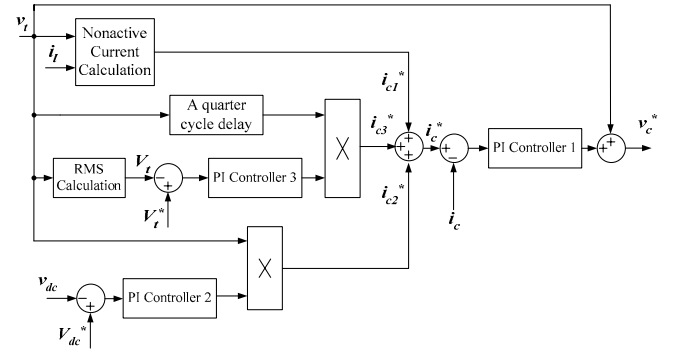 v_t
Nonactive
Current
Calculation
i_l
i_c1*
A quarter
cycle delay
X
i_c3*
i_c*
v_c*
+
+
+
+
−
PI Controller 1
+
+
RMS
Calculation
V_t
−
+
PI Controller 3
V_t*
i_c2*
i_c
X
v_dc
−
+
PI Controller 2
V_dc*